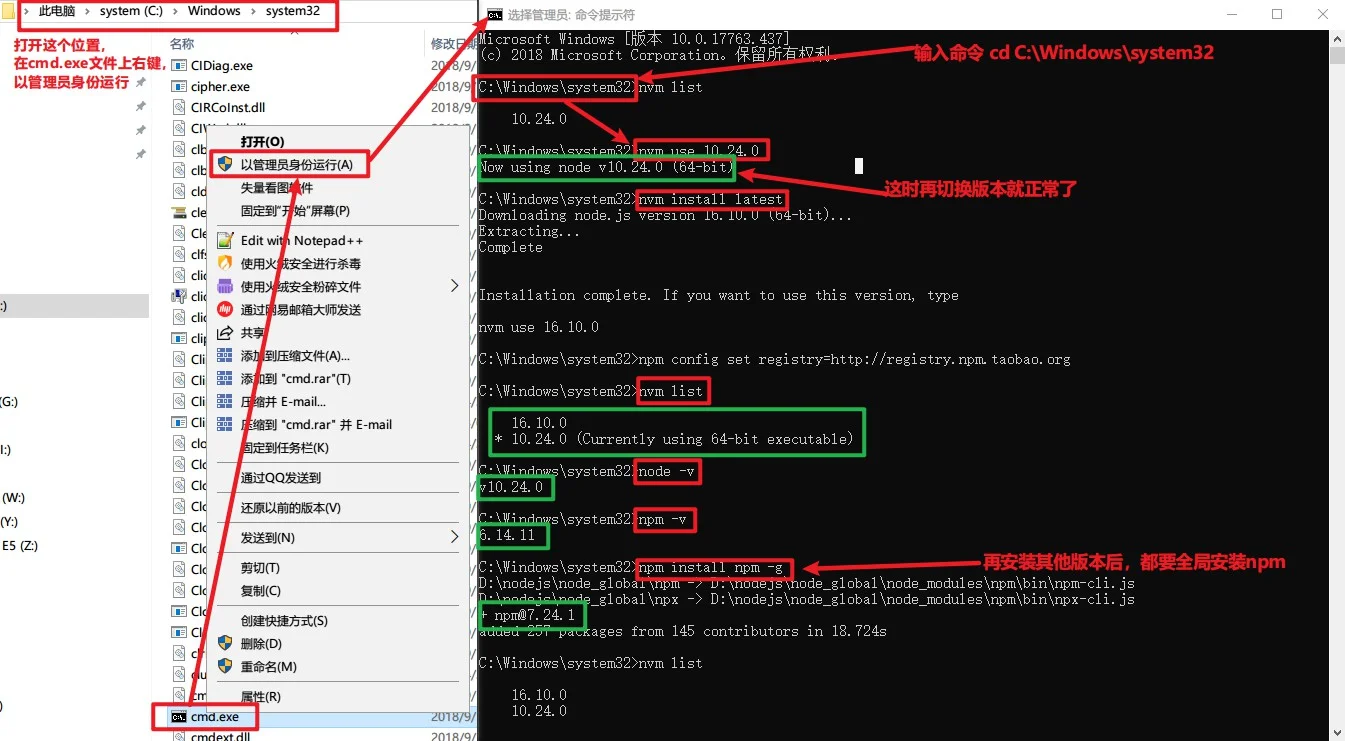 此电脑 > system (C:) > Windows > system32
打开这个位置,
在cmd.exe文件上右键,
以管理员身份运行
(G:)
I:)
(W:)
(Y:)
E5 (Z:)
名称
修改日期
CIDiag.exe
2018/9/
cipher.exe
2018/9/
CIRCoInst.dll
2018/9/
打开(O)
以管理员身份运行(A)
失量看图软件
固定到"开始"屏幕(P)
Edit with Notepad++
使用火绒安全进行杀毒
使用火绒安全粉碎文件
通过网易邮箱大师发送
共享
添加到压缩文件(A)...
添加到 "cmd.rar"(T)
压缩并 E-mail...
压缩到 "cmd.rar" 并 E-mail
固定到任务栏(K)
通过QQ发送到
还原以前的版本(V)
发送到(N)
剪切(T)
复制(C)
创建快捷方式(S)
删除(D)
重命名(M)
属性(R)
cmd.exe
2018/9/
cmdext.dll
2018/9/
选择管理员: 命令提示符
Microsoft Windows [版本 10.0.17763.437]
(c) 2018 Microsoft Corporation。保留所有权利。
输入命令 cd C:\Windows\system32
C:\Windows\system32>nvm list
10.24.0
C:\Windows\system32>nvm use 10.24.0
Now using node v10.24.0 (64-bit)
这时再切换版本就正常了
C:\Windows\system32>nvm install latest
Downloading node.js version 16.10.0 (64-bit)...
Extracting...
Complete
Installation complete. If you want to use this version, type
nvm use 16.10.0
C:\Windows\system32>npm config set registry=http://registry.npm.taobao.org
C:\Windows\system32>nvm list
16.10.0
* 10.24.0 (Currently using 64-bit executable)
C:\Windows\system32>node -v
v10.24.0
C:\Windows\system32>npm -v
6.14.11
C:\Windows\system32>npm install npm -g
再安装其他版本后，都要全局安装npm
D:\nodejs\node_global\npm -> D:\nodejs\node_global\node_modules\npm\bin\npm-cli.js
D:\nodejs\node_global\npx -> D:\nodejs\node_global\node_modules\npm\bin\npx-cli.js
+ npm@7.24.1
added 257 packages from 145 contributors in 18.724s
C:\Windows\system32>nvm list
16.10.0
10.24.0